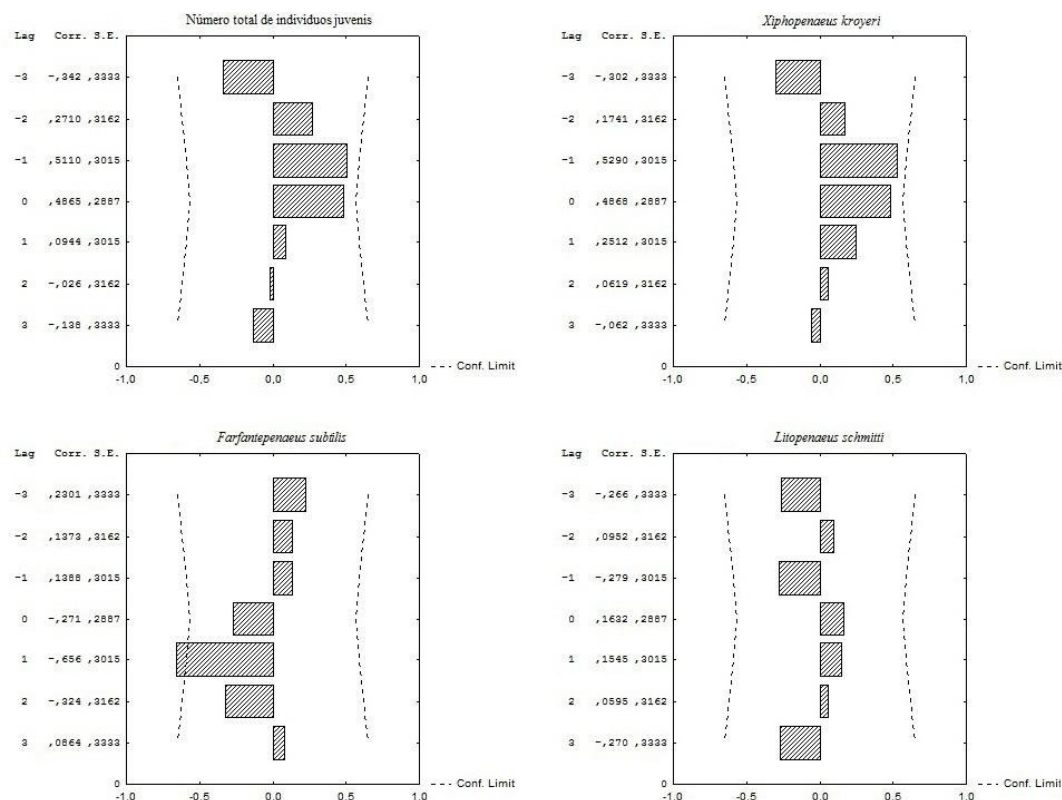 Número total de individuos juvenis
Lag Corr. S.E.
-3 -,342 ,3333
-2 ,2710 ,3162
-1 ,5110 ,3015
0 ,4865 ,2887
1 ,0944 ,3015
2 -,026 ,3162
3 -,138 ,3333
0
-1,0 -0,5 0,0 0,5 1,0
Conf. Limit
Xiphopenaeus kroyeri
Lag Corr. S.E.
-3 -,302 ,3333
-2 ,1741 ,3162
-1 ,5290 ,3015
0 ,4868 ,2887
1 ,2512 ,3015
2 ,0619 ,3162
3 -,062 ,3333
0
-1,0 -0,5 0,0 0,5 1,0
Conf. Limit
Farfantepenaeus subtilis
Lag Corr. S.E.
-3 ,2301 ,3333
-2 ,1373 ,3162
-1 ,1388 ,3015
0 -,271 ,2887
1 -,656 ,3015
2 -,324 ,3162
3 ,0864 ,3333
0
-1,0 -0,5 0,0 0,5 1,0
Conf. Limit
Litopenaeus schmitti
Lag Corr. S.E.
-3 -,266 ,3333
-2 ,0952 ,3162
-1 -,279 ,3015
0 ,1632 ,2887
1 ,1545 ,3015
2 ,0595 ,3162
3 -,270 ,3333
0
-1,0 -0,5 0,0 0,5 1,0
Conf. Limit